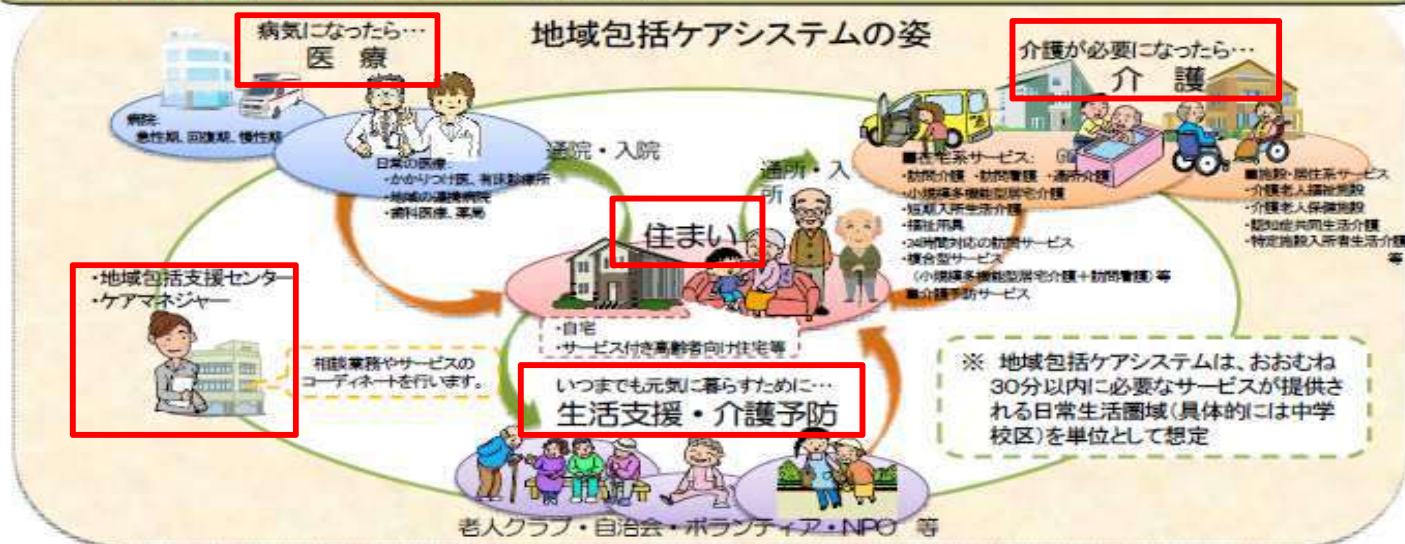 地域包括ケアシステムの姿
病気になったら…
医 療
病院:
急性期、回復期、慢性期
日常の医療:
・かかりつけ医、有床診療所
・地域の連携病院
・歯科医療、薬局
通院・入院
通所・入
所
介護が必要になったら…
介 護
■在宅系サービス:
・訪問介護 ・訪問看護 ・通所介護
・小規模多機能型居宅介護
・短期入所生活介護
・福祉用具
・24時間対応の訪問サービス
・複合型サービス
(小規模多機能型居宅介護+訪問看護) 等
■介護予防サービス
■施設・居住系サービス
・介護老人福祉施設
・介護老人保健施設
・認知症共同生活介護
・特定施設入所者生活介護
等
住まい
・自宅
・サービス付き高齢者向け住宅等
・地域包括支援センター
・ケアマネジャー
相談業務やサービスの
コーディネートを行います。
いつまでも元気に暮らすために…
生活支援・介護予防
老人クラブ・自治会・ボランティア・NPO 等
※ 地域包括ケアシステムは、おおむね
30分以内に必要なサービスが提供さ
れる日常生活圏域(具体的には中学
校区)を単位として想定